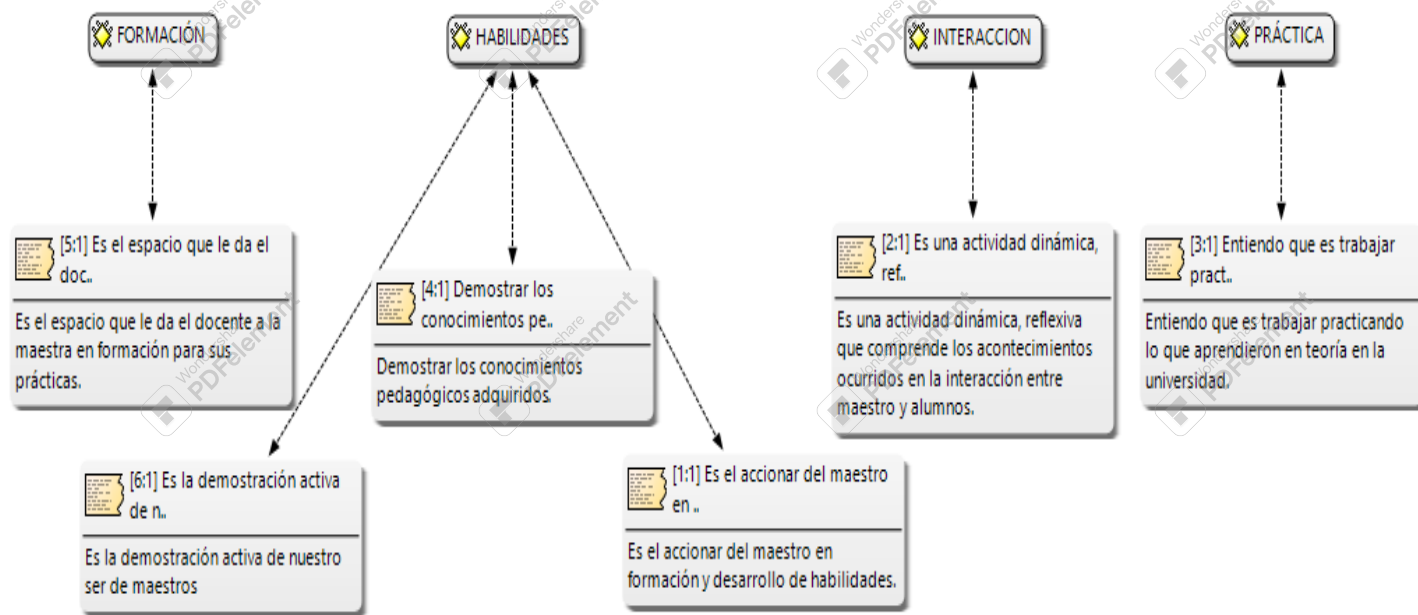 FORMACIÓN
HABILIDADES
INTERACCION
PRÁCTICA
[5:1] Es el espacio que le da el
doc..
Es el espacio que le da el docente a la
maestra en formación para sus
prácticas.
[4:1] Demostrar los
conocimientos pe..
Demostrar los conocimientos
pedagógicos adquiridos.
[2:1] Es una actividad dinámica,
ref..
Es una actividad dinámica, reflexiva
que comprende los acontecimientos
ocurridos en la interacción entre
maestro y alumnos.
[3:1] Entiendo que es trabajar
pract..
Entiendo que es trabajar practicando
lo que aprendieron en teoría en la
universidad.
[6:1] Es la demostración activa
de n..
Es la demostración activa de nuestro
ser de maestros
[1:1] Es el accionar del maestro
en ..
Es el accionar del maestro en
formación y desarrollo de habilidades.
Wondershare
PDFelement